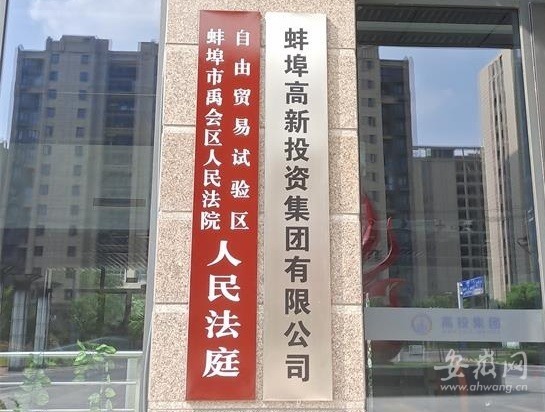 蚌埠市禹会区人民法院
自由贸易试验区
人民法庭
蚌埠高新投资集团有限公司
投集团
安徽网
www.ahwang.cn